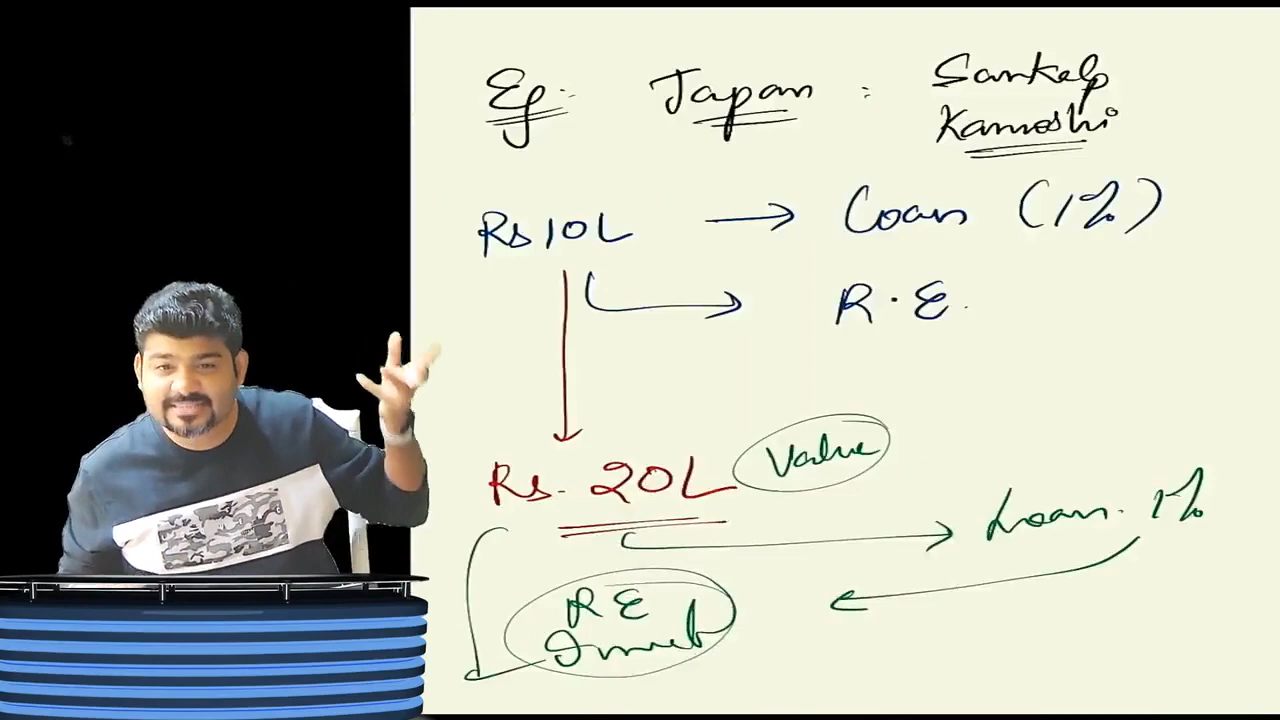 Eg:- Japan : Sankalp
Kamoshi
Rs 10L → Loan (1%)
R.E.
Rs. 20L Value
Loan. 1%
RE
Invest